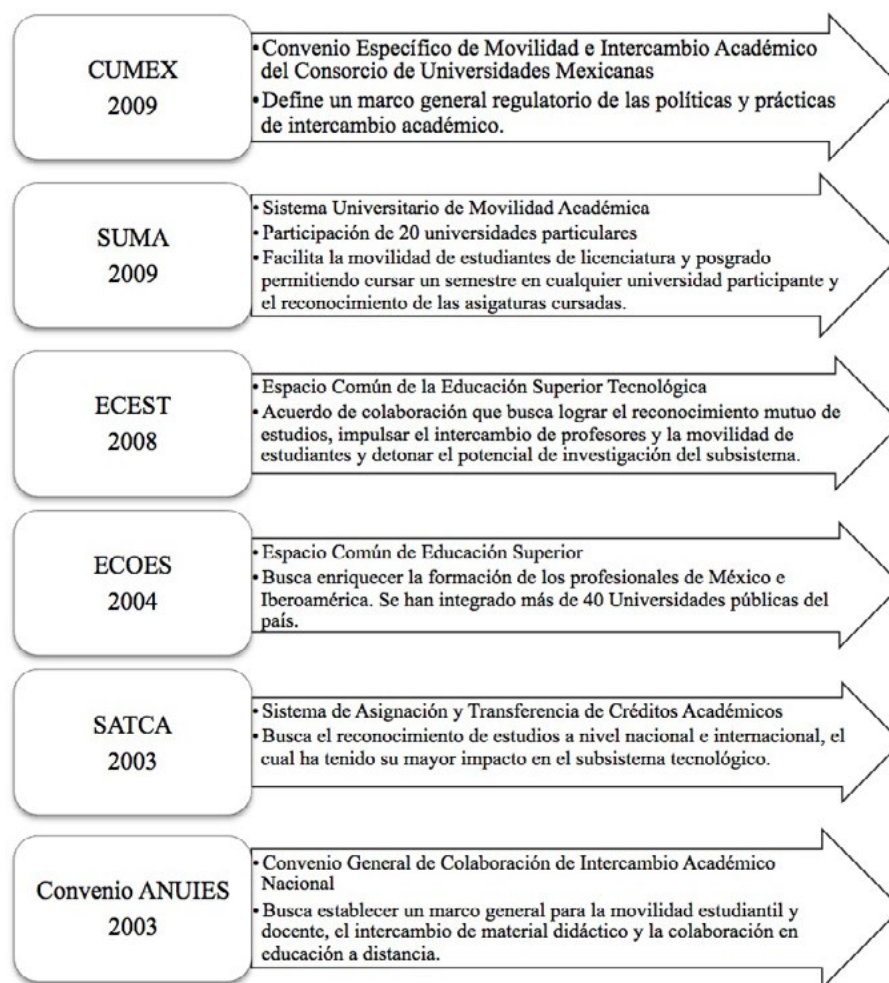 CUMEX
2009
• Convenio Específico de Movilidad e Intercambio Académico
del Consorcio de Universidades Mexicanas
• Define un marco general regulatorio de las políticas y prácticas
de intercambio académico.
SUMA
2009
• Sistema Universitario de Movilidad Académica
• Participación de 20 universidades particulares
• Facilita la movilidad de estudiantes de licenciatura y posgrado
permitiendo cursar un semestre en cualquier universidad participante y
el reconocimiento de las asigaturas cursadas.
ECEST
2008
• Espacio Común de la Educación Superior Tecnológica
• Acuerdo de colaboración que busca lograr el reconocimiento mutuo de
estudios, impulsar el intercambio de profesores y la movilidad de
estudiantes y detonar el potencial de investigación del subsistema.
ECOES
2004
• Espacio Común de Educación Superior
• Busca enriquecer la formación de los profesionales de México e
Iberoamérica. Se han integrado más de 40 Universidades públicas del
país.
SATCA
2003
• Sistema de Asignación y Transferencia de Créditos Académicos
• Busca el reconocimiento de estudios a nivel nacional e internacional, el
cual ha tenido su mayor impacto en el subsistema tecnológico.
Convenio ANUIES
2003
• Convenio General de Colaboración de Intercambio Académico
Nacional
• Busca establecer un marco general para la movilidad estudiantil y
docente, el intercambio de material didáctico y la colaboración en
educación a distancia.